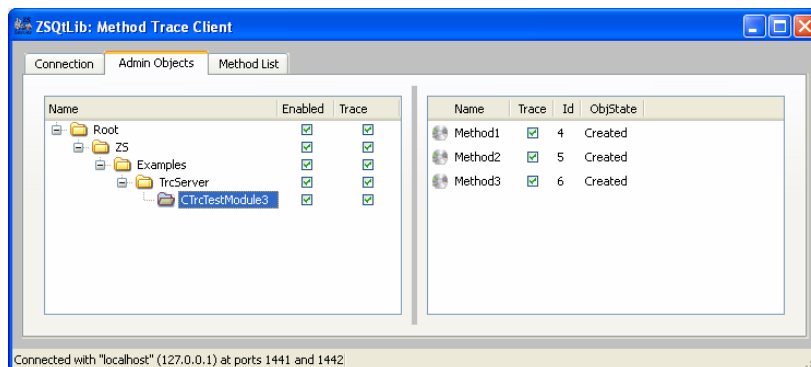 ZSQtLib: Method Trace Client
Connection Admin Objects Method List
Name Enabled Trace
Root
ZS
Examples
TrcServer
CTrcTestModule3
Name Trace Id ObjState
Method1 4 Created
Method2 5 Created
Method3 6 Created
Connected with "localhost" (127.0.0.1) at ports 1441 and 1442